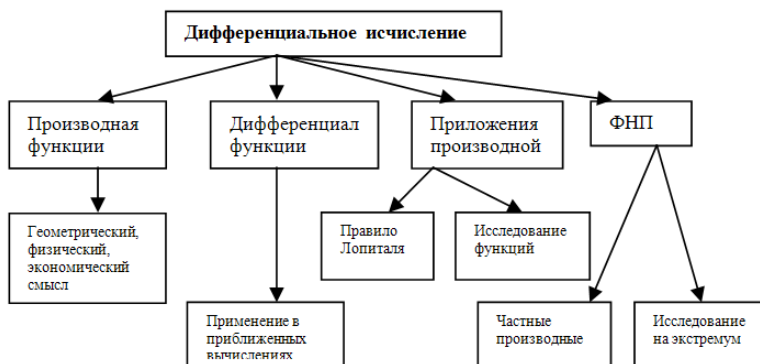 Дифференциальное исчисление
Производная
функции
Дифференциал
функции
Приложения
производной
ФНП
Геометрический,
физический,
экономический
смысл
Правило
Лопиталя
Исследование
функций
Применение в
приближенных
вычислениях
Частные
производные
Исследование
на экстремум